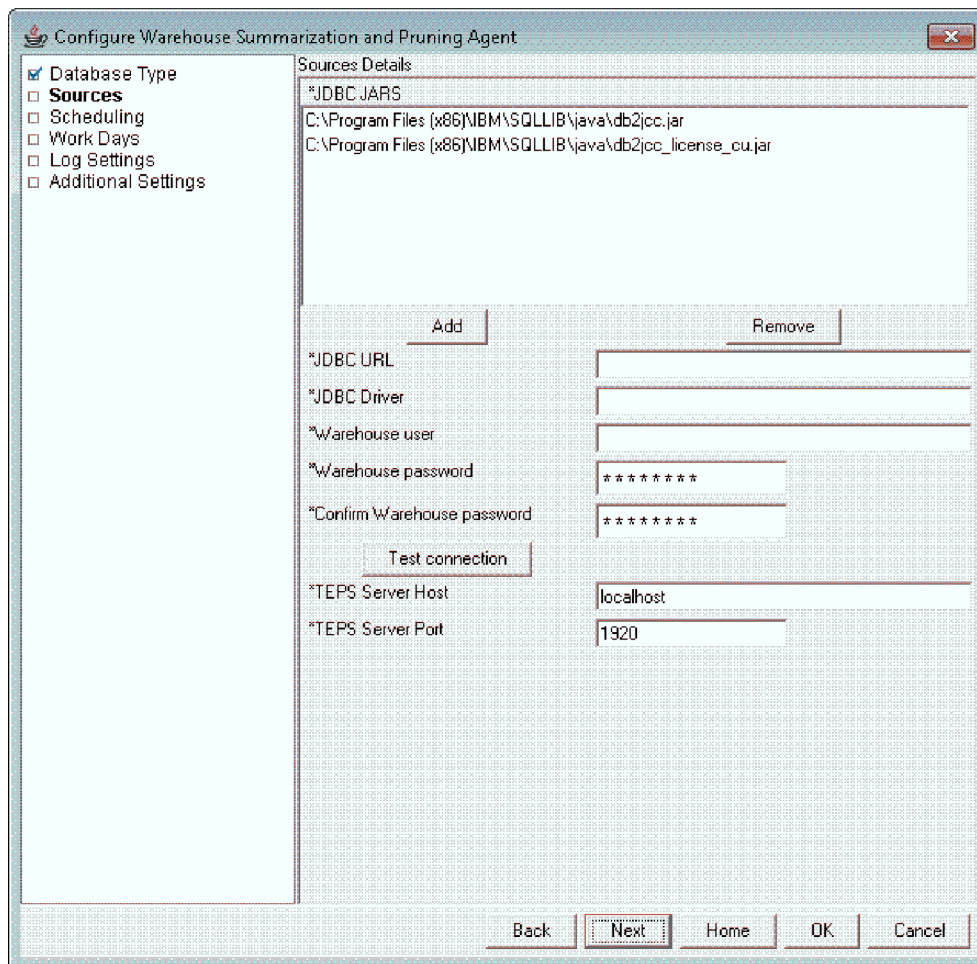 Configure Warehouse Summarization and Pruning Agent
Database Type
Sources
Scheduling
Work Days
Log Settings
Additional Settings
Sources Details
*JDBC JARS
C:\Program Files (x86)\IBM\SQLLIB\java\db2jcc.jar
C:\Program Files (x86)\IBM\SQLLIB\java\db2jcc_license_cu.jar
Add Remove
*JDBC URL
*JDBC Driver
*Warehouse user
*Warehouse password ********
*Confirm Warehouse password ********
Test connection
*TEPS Server Host localhost
*TEPS Server Port 1920
Back Next Home OK Cancel